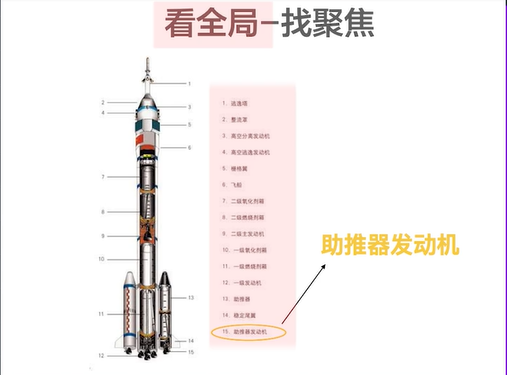 看全局-找聚焦
1
2
3
4
5
6
7
8
9
10
11
12
13
14
15
1、逃逸塔
2、整流罩
3、高空分离发动机
4、高空逃逸发动机
5、栅格翼
6、飞船
7、二级氧化剂箱
8、二级燃烧剂箱
9、二级主发动机
10、一级氧化剂箱
11、一级燃烧剂箱
12、一级发动机
13、助推器
14、稳定尾翼
15、助推器发动机
助推器发动机